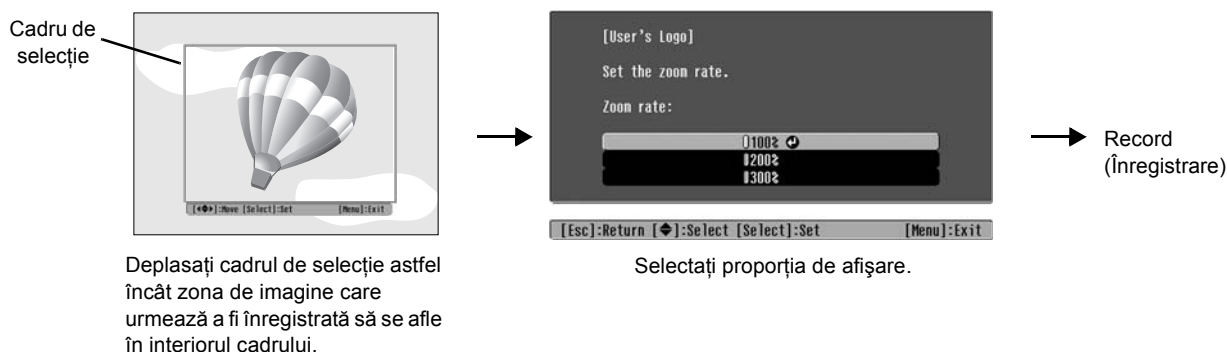 Cadru de
selecție
[◄♦►]:Move [Select]:Set [Menu]:Exit
Deplasați cadrul de selecție astfel
încât zona de imagine care
urmează a fi înregistrată să se afle
în interiorul cadrului.
[User's Logo]
Set the zoom rate.
Zoom rate:
100%
200%
300%
[Esc]:Return [♦]:Select [Select]:Set [Menu]:Exit
Selectați proporția de afișare.
Record
(Înregistrare)